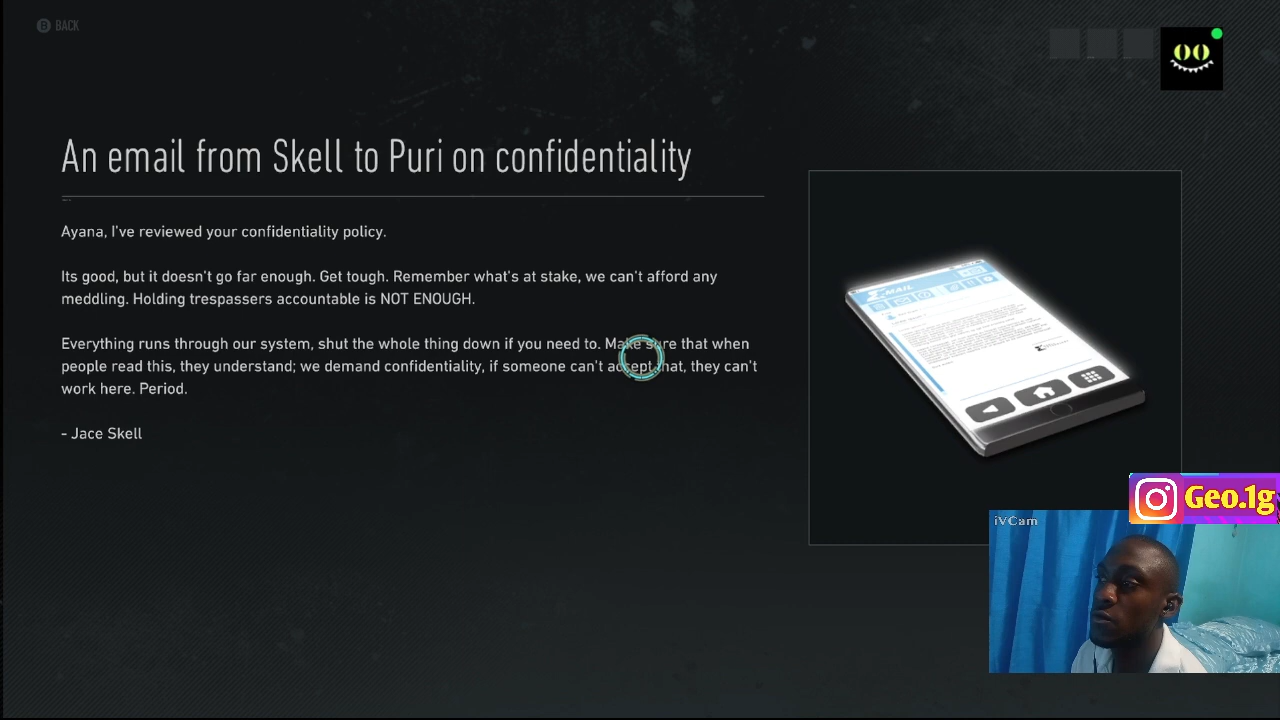 BACK
An email from Skell to Puri on confidentiality
Ayana, I've reviewed your confidentiality policy.
Its good, but it doesn't go far enough. Get tough. Remember what's at stake, we can't afford any
meddling. Holding trespassers accountable is NOT ENOUGH.
Everything runs through our system, shut the whole thing down if you need to. Make sure that when
people read this, they understand; we demand confidentiality, if someone can't accept that, they can't
work here. Period.
- Jace Skell
MAIL
Geo.1g
iVCam